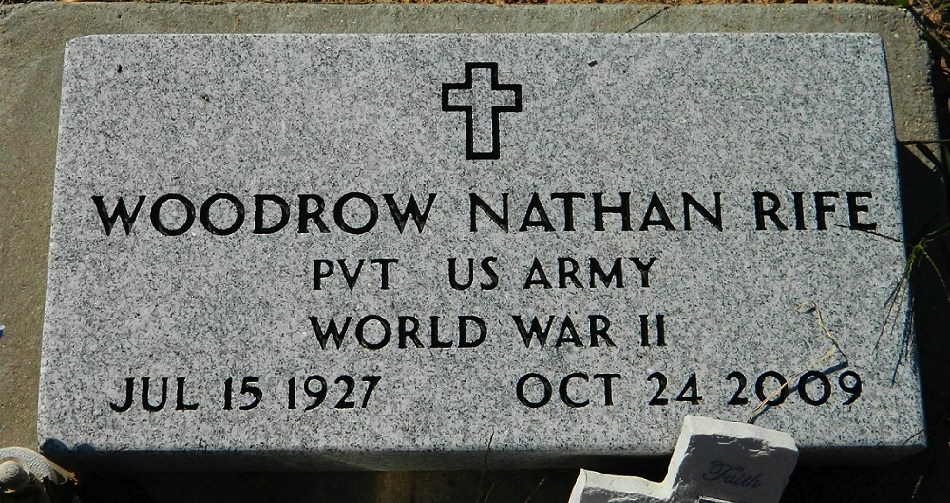 WOODROW NATHAN RIFE
PVT US ARMY
WORLD WAR II
JUL 15 1927 OCT 24 2009
Faith